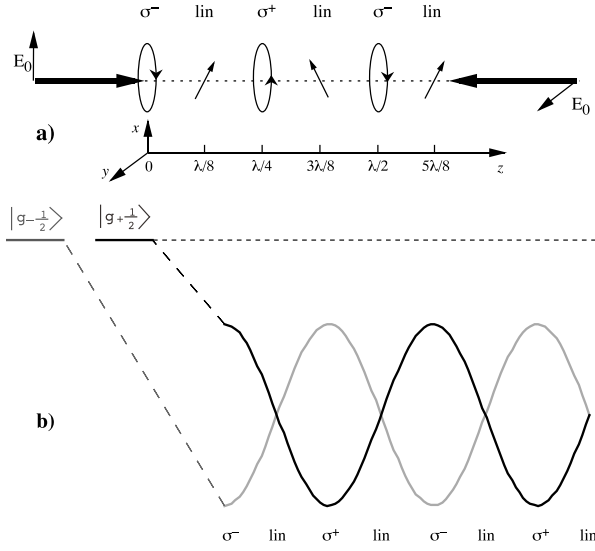 σ⁻ lin σ⁺ lin σ⁻ lin
E₀
E₀
a)
x
y
z
0 λ/8 λ/4 3λ/8 λ/2 5λ/8
|g₋½⟩ |g₊½⟩
b)
σ⁻ lin σ⁺ lin σ⁻ lin σ⁺ lin